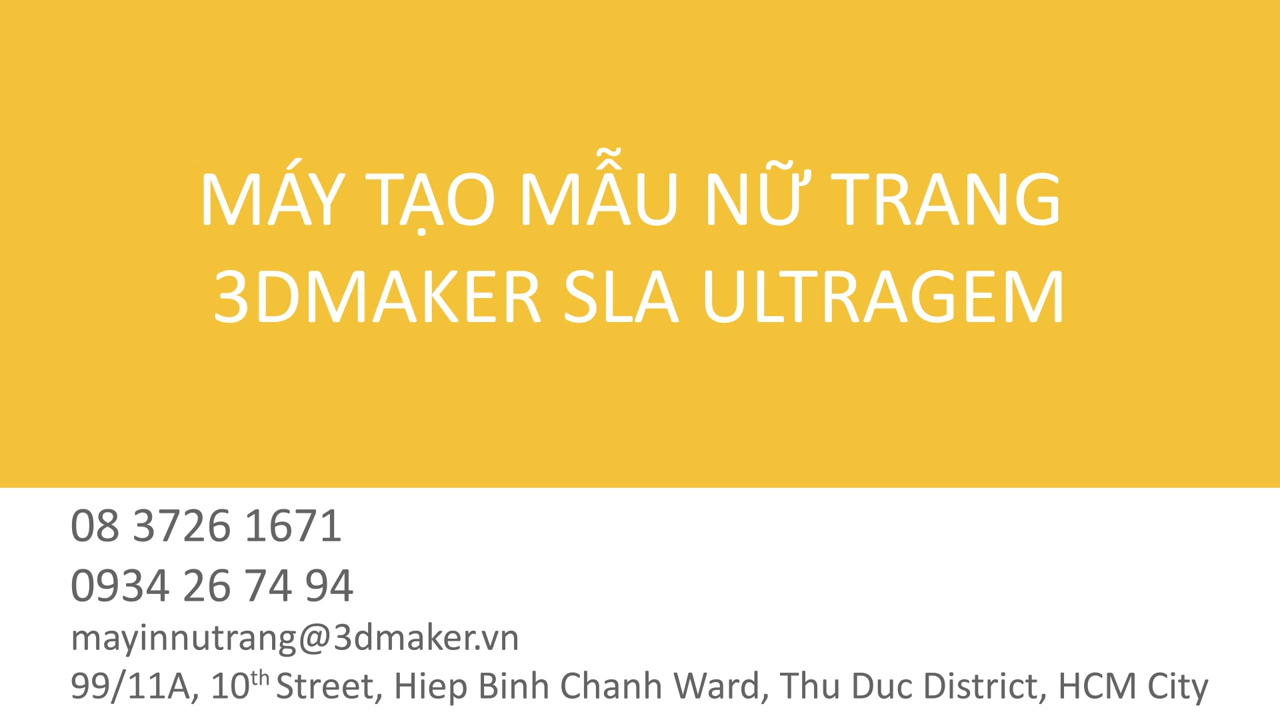 MÁY TẠO MẪU NỮ TRANG
3DMAKER SLA ULTRAGEM
08 3726 1671
0934 26 74 94
mayinnutrang@3dmaker.vn
99/11A, 10th Street, Hiep Binh Chanh Ward, Thu Duc District, HCM City